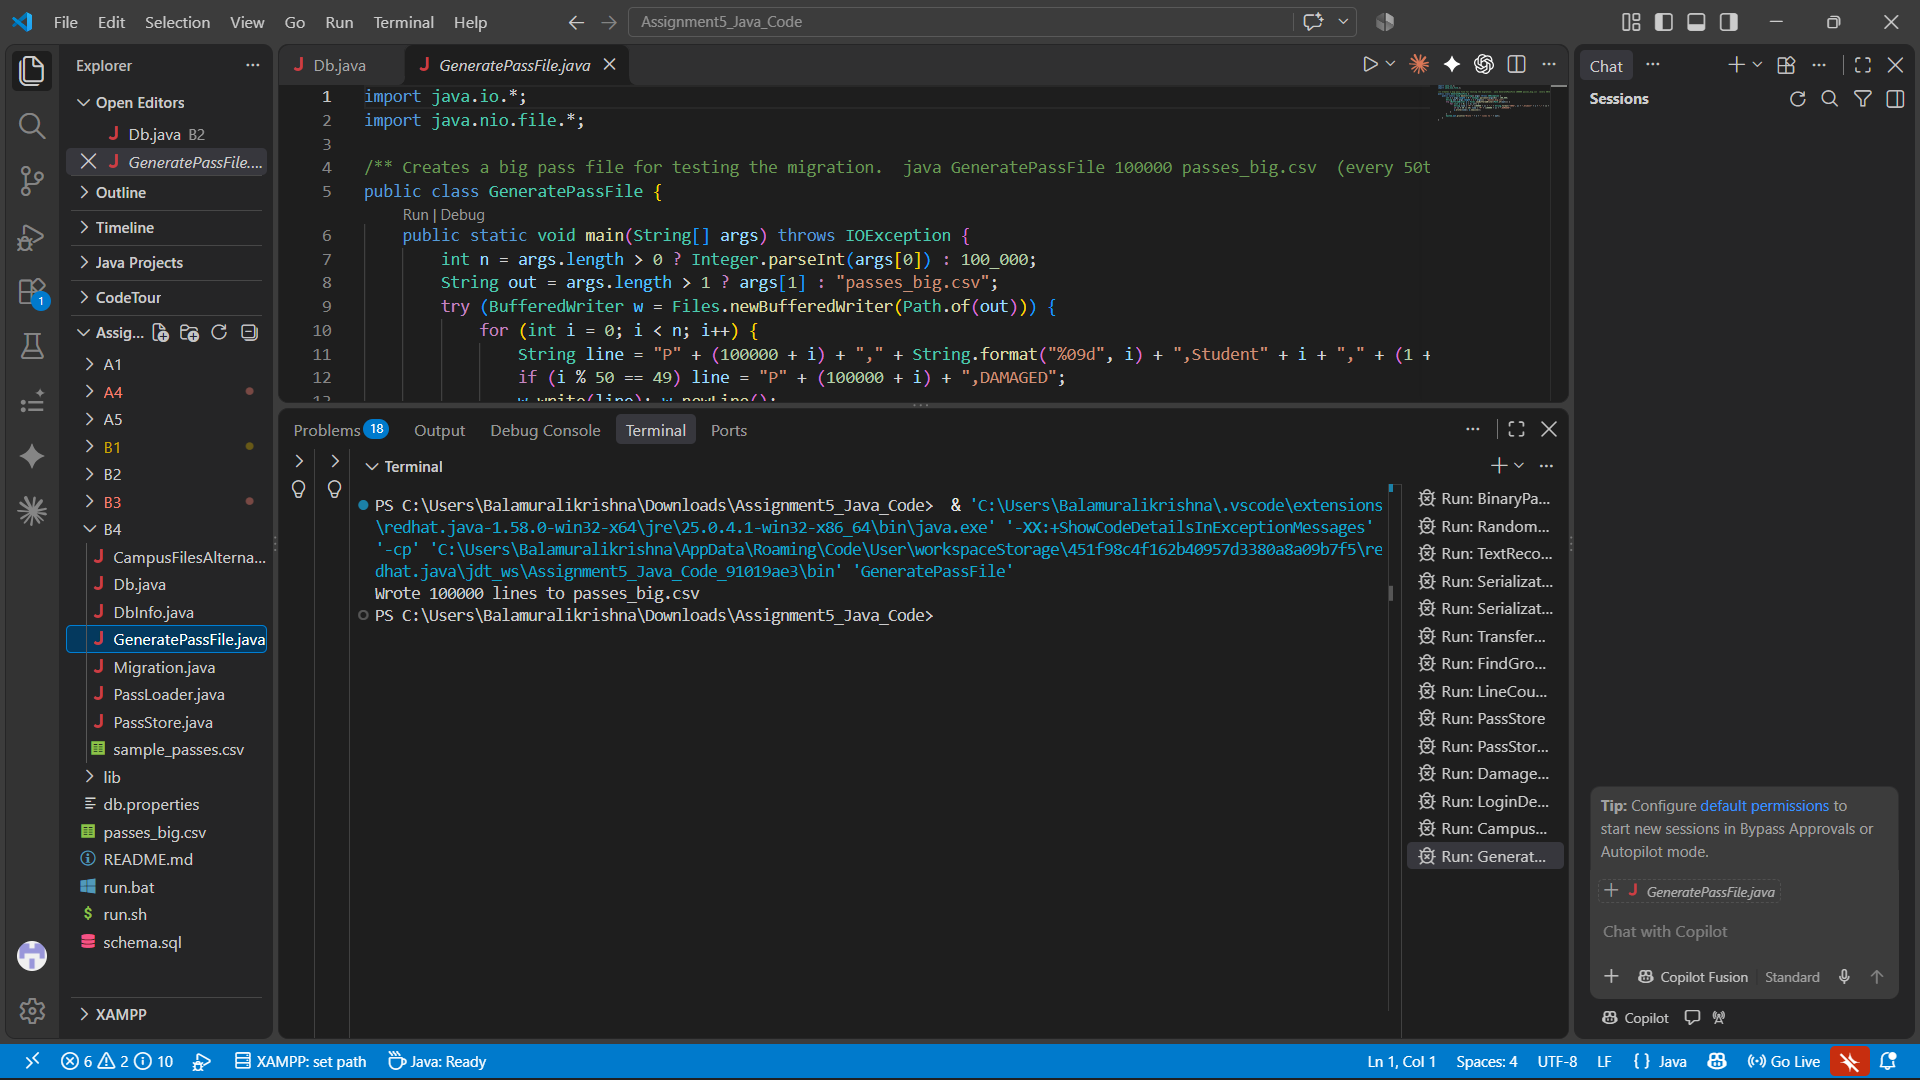 File Edit Selection View Go Run Terminal Help
Assignment5_Java_Code
Explorer
Open Editors
Db.java B2
GeneratePassFile....
Outline
Timeline
Java Projects
CodeTour
Assig...
A1
A4
A5
B1
B2
B3
B4
CampusFilesAlterna...
Db.java
DbInfo.java
GeneratePassFile.java
Migration.java
PassLoader.java
PassStore.java
sample_passes.csv
lib
db.properties
passes_big.csv
README.md
run.bat
run.sh
schema.sql
XAMPP
1
Db.java
GeneratePassFile.java
1 import java.io.*;
2 import java.nio.file.*;
3
4 /** Creates a big pass file for testing the migration.  java GeneratePassFile 100000 passes_big.csv  (every 50t
5 public class GeneratePassFile {
Run | Debug
6 public static void main(String[] args) throws IOException {
7 int n = args.length > 0 ? Integer.parseInt(args[0]) : 100_000;
8 String out = args.length > 1 ? args[1] : "passes_big.csv";
9 try (BufferedWriter w = Files.newBufferedWriter(Path.of(out))) {
10 for (int i = 0; i < n; i++) {
11 String line = "P" + (100000 + i) + "," + String.format("%09d", i) + ",Student" + i + "," + (1 +
12 if (i % 50 == 49) line = "P" + (100000 + i) + ",DAMAGED";
13 w.write(line); w.newLine();
Problems 18 Output Debug Console Terminal Ports
Terminal
PS C:\Users\Balamuralikrishna\Downloads\Assignment5_Java_Code>  & 'C:\Users\Balamuralikrishna\.vscode\extensions
\redhat.java-1.58.0-win32-x64\jre\25.0.4.1-win32-x86_64\bin\java.exe' '-XX:+ShowCodeDetailsInExceptionMessages'
'-cp' 'C:\Users\Balamuralikrishna\AppData\Roaming\Code\User\workspaceStorage\451f98c4f162b40957d3380a8a09b7f5\re
dhat.java\jdt_ws\Assignment5_Java_Code_91019ae3\bin' 'GeneratePassFile'
Wrote 100000 lines to passes_big.csv
PS C:\Users\Balamuralikrishna\Downloads\Assignment5_Java_Code>
Run: BinaryPa...
Run: Random...
Run: TextReco...
Run: Serializat...
Run: Serializat...
Run: Transfer...
Run: FindGro...
Run: LineCou...
Run: PassStore
Run: PassStor...
Run: Damage...
Run: LoginDe...
Run: Campus...
Run: Generat...
Chat
Sessions
Tip: Configure default permissions to
start new sessions in Bypass Approvals or
Autopilot mode.
GeneratePassFile.java
Chat with Copilot
Copilot Fusion Standard
Copilot
6 2 10 XAMPP: set path Java: Ready
Ln 1, Col 1 Spaces: 4 UTF-8 LF {} Java Go Live